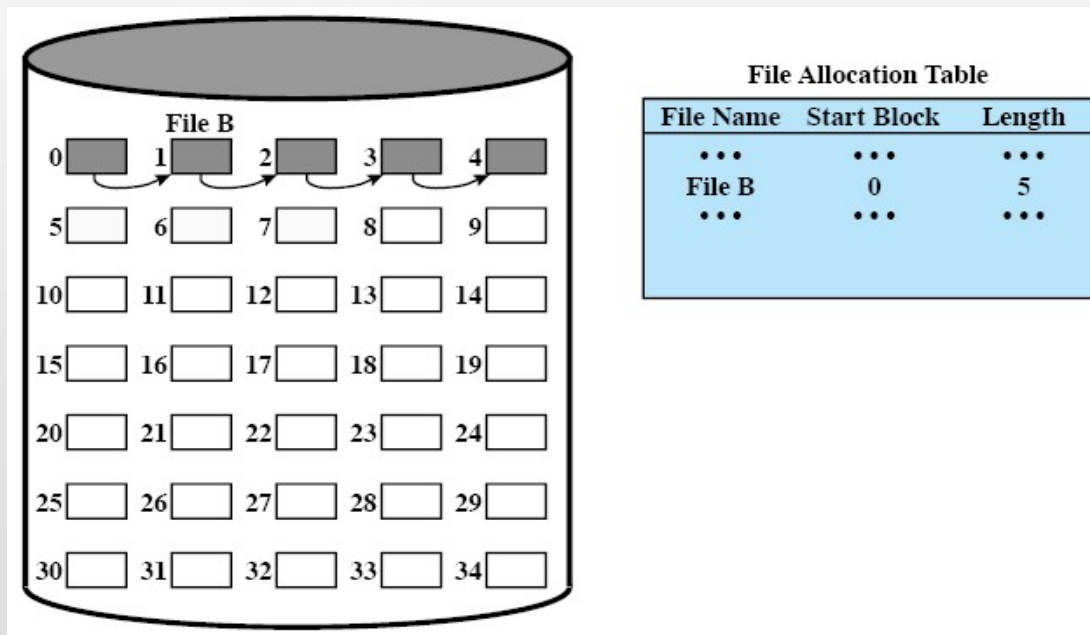 File Allocation Table
File Name Start Block Length
... ... ...
File B 0 5
... ... ...
File B
0 1 2 3 4
5 6 7 8 9
10 11 12 13 14
15 16 17 18 19
20 21 22 23 24
25 26 27 28 29
30 31 32 33 34